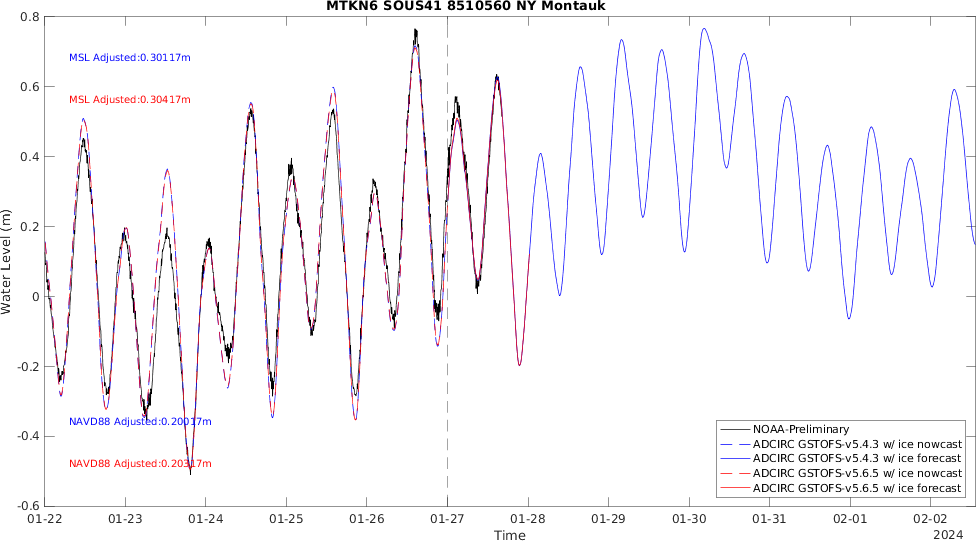 MTKN6 SOUS41 8510560 NY Montauk
0.8
0.6
0.4
0.2
0
-0.2
-0.4
-0.6
Water Level (m)
MSL Adjusted:0.30117m
MSL Adjusted:0.30417m
NAVD88 Adjusted:0.20017m
NAVD88 Adjusted:0.20317m
NOAA-Preliminary
ADCIRC GSTOFS-v5.4.3 w/ ice nowcast
ADCIRC GSTOFS-v5.4.3 w/ ice forecast
ADCIRC GSTOFS-v5.6.5 w/ ice nowcast
ADCIRC GSTOFS-v5.6.5 w/ ice forecast
01-22 01-23 01-24 01-25 01-26 01-27 01-28 01-29 01-30 01-31 02-01 02-02
Time
2024